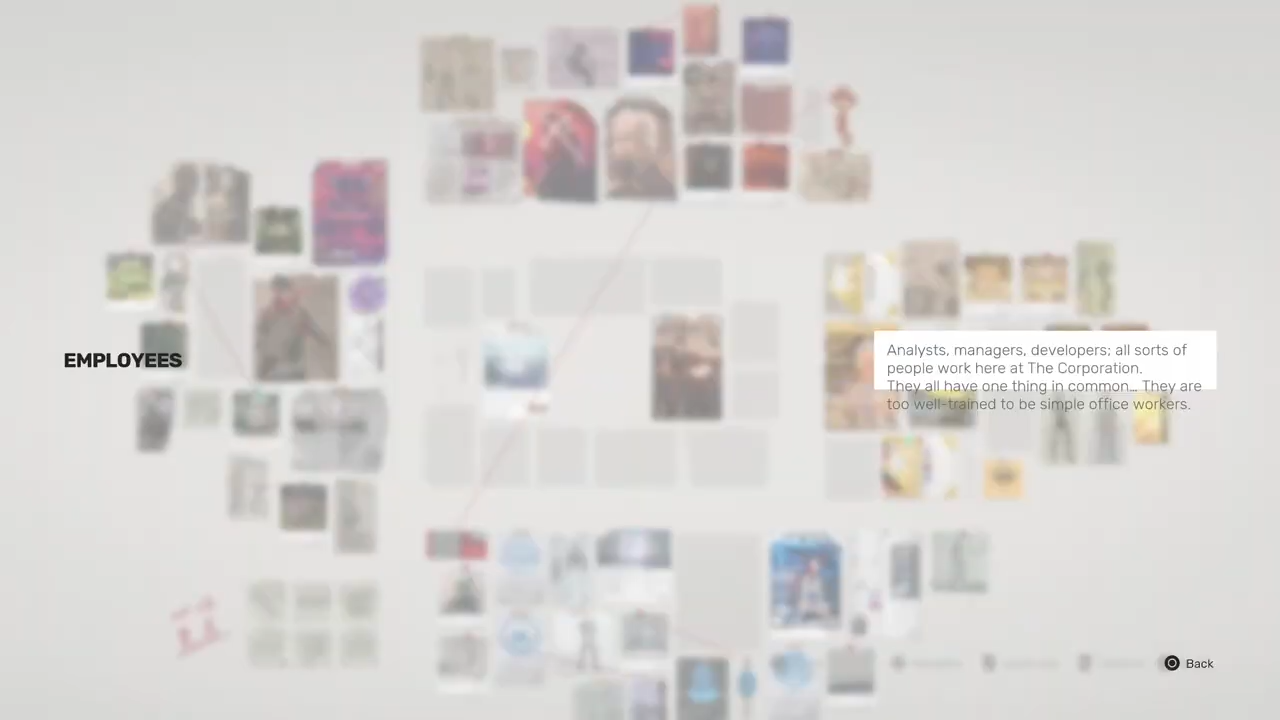 EMPLOYEES
Analysts, managers, developers; all sorts of
people work here at The Corporation.
They all have one thing in common... They are
too well-trained to be simple office workers.
Back